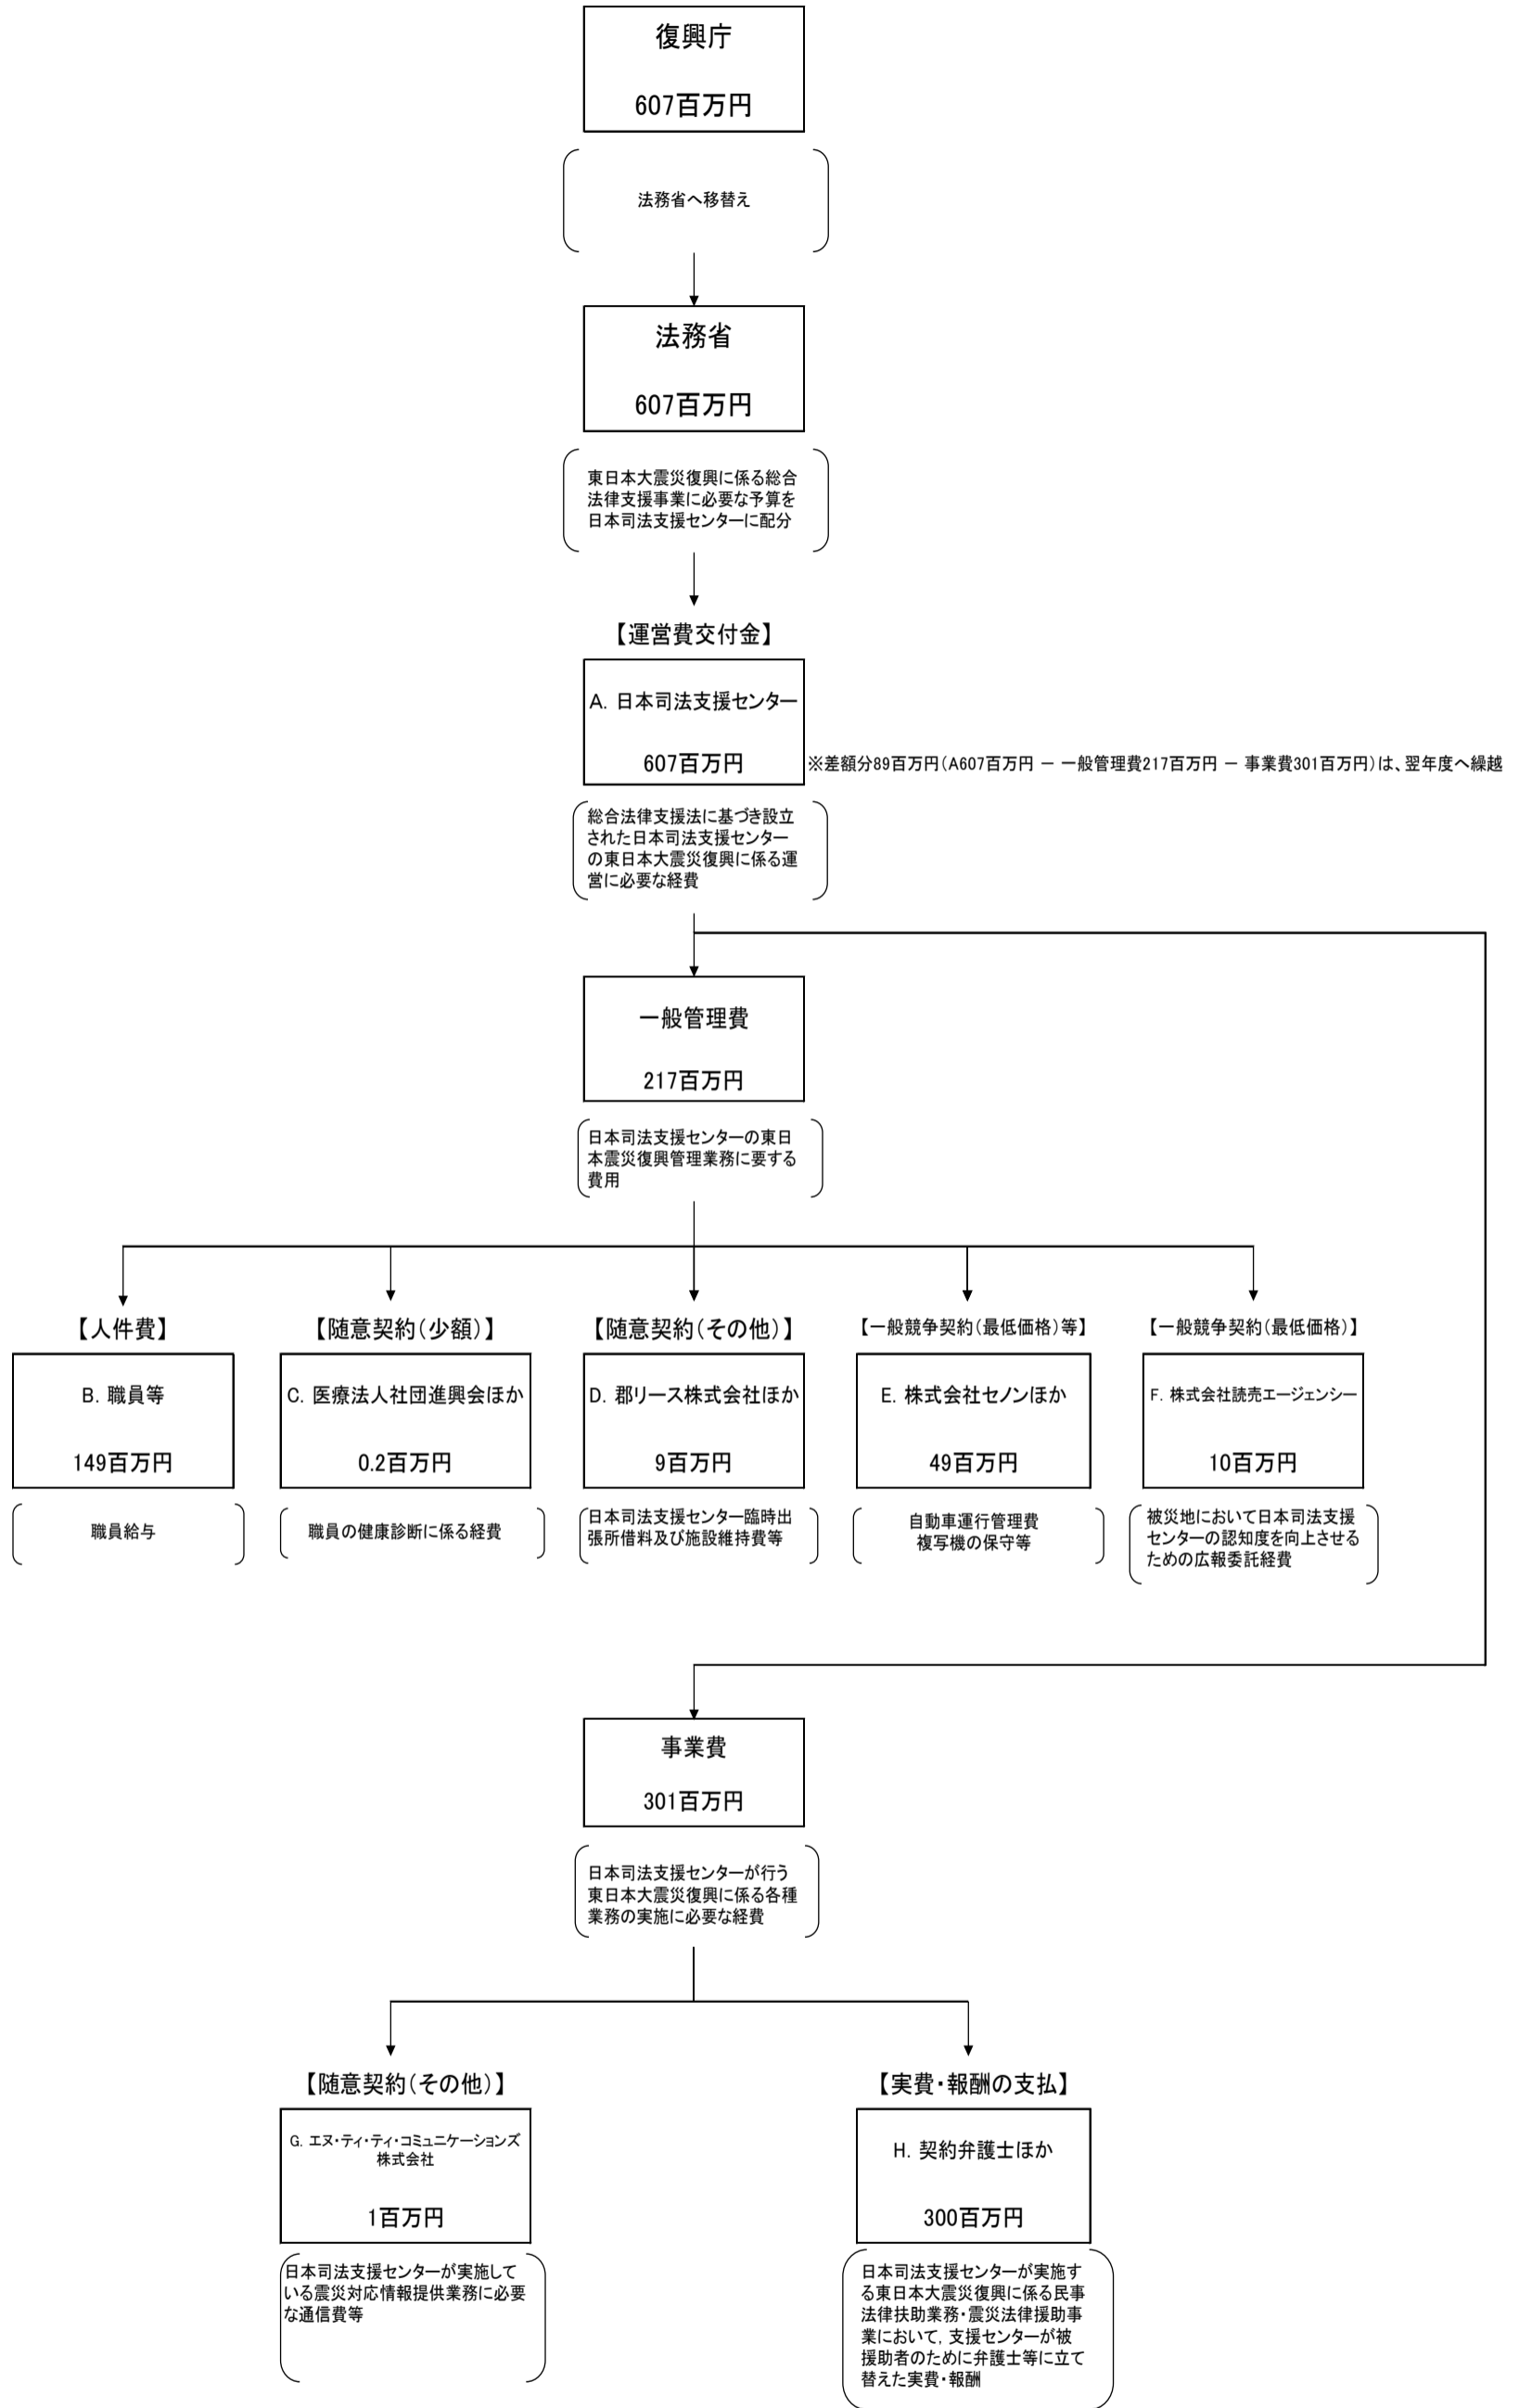 復興庁
607百万円
法務省へ移替え
法務省
607百万円
東日本大震災復興に係る総合
法律支援事業に必要な予算を
日本司法支援センターに配分
【運営費交付金】
A. 日本司法支援センター
607百万円
※差額分89百万円(A607百万円 － 一般管理費217百万円 － 事業費301百万円)は、翌年度へ繰越
総合法律支援法に基づき設立
された日本司法支援センター
の東日本大震災復興に係る運
営に必要な経費
一般管理費
217百万円
日本司法支援センターの東日
本震災復興管理業務に要する
費用
【人件費】
B. 職員等
149百万円
職員給与
【随意契約(少額)】
C. 医療法人社団進興会ほか
0.2百万円
職員の健康診断に係る経費
【随意契約(その他)】
D. 郡リース株式会社ほか
9百万円
日本司法支援センター臨時出
張所借料及び施設維持費等
【一般競争契約(最低価格)等】
E. 株式会社セノンほか
49百万円
自動車運行管理費
複写機の保守等
【一般競争契約(最低価格)】
F. 株式会社読売エージェンシー
10百万円
被災地において日本司法支援
センターの認知度を向上させる
ための広報委託経費
事業費
301百万円
日本司法支援センターが行う
東日本大震災復興に係る各種
業務の実施に必要な経費
【随意契約(その他)】
G. エヌ・ティ・ティ・コミュニケーションズ
株式会社
1百万円
日本司法支援センターが実施して
いる震災対応情報提供業務に必要
な通信費等
【実費・報酬の支払】
H. 契約弁護士ほか
300百万円
日本司法支援センターが実施す
る東日本大震災復興に係る民事
法律扶助業務・震災法律援助事
業において, 支援センターが被
援助者のために弁護士等に立て
替えた実費・報酬